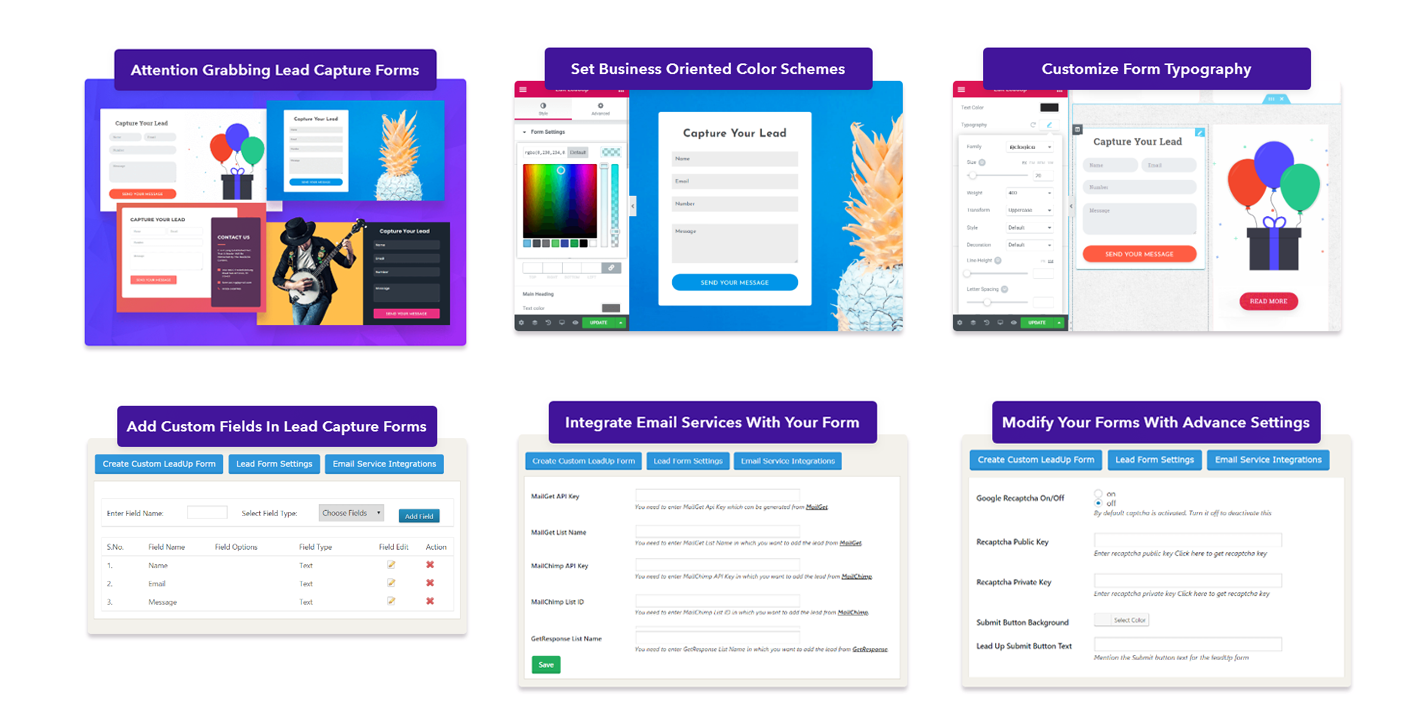 Attention Grabbing Lead Capture Forms
Capture Your Lead
SEND YOUR MESSAGE
Capture Your Lead
CAPTURE YOUR LEAD
CONTACT US
SEND YOUR MESSAGE
Capture Your Lead
Name
Email
Number
Message
SEND YOUR MESSAGE
Set Business Oriented Color Schemes
Style
Advanced
Form Settings
Default
Main Heading
Text color
UPDATE
Capture Your Lead
Name
Email
Number
Message
SEND YOUR MESSAGE
Customize Form Typography
Text Color
Typography
Family
Size
20
Weight
400
Transform
Uppercase
Style
Default
Decoration
Default
Line-Height
Letter Spacing
UPDATE
Capture Your Lead
Name
Email
Number
Message
SEND YOUR MESSAGE
READ MORE
Add Custom Fields In Lead Capture Forms
Create Custom LeadUp Form
Lead Form Settings
Email Service Integrations
Enter Field Name:
Select Field Type:
Choose Fields
Add Field
S.No. Field Name Field Options Field Type Field Edit Action
1. Name Text
2. Email Text
3. Message Text
Integrate Email Services With Your Form
Create Custom LeadUp Form
Lead Form Settings
Email Service Integrations
MailGet API Key
You need to enter MailGet Api Key which can be generated from MailGet
MailGet List Name
You need to enter MailGet List Name in which you want to add the lead from MailGet.
MailChimp API Key
You need to enter MailChimp API Key in which you want to add the lead from MailChimp.
MailChimp List ID
You need to enter MailChimp List ID in which you want to add the lead from MailChimp.
GetResponse List Name
You need to enter GetResponse List Name in which you want to add the lead from GetResponse
Save
Modify Your Forms With Advance Settings
Create Custom LeadUp Form
Lead Form Settings
Email Service Integrations
Google Recaptcha On/Off
on
off
By default captcha is activated. Turn it off to deactivate this
Recaptcha Public Key
Enter recaptcha public key Click here to get recaptcha key
Recaptcha Private Key
Enter recaptcha private key Click here to get recaptcha key
Submit Button Background
Select Color
Lead Up Submit Button Text
Mention the Submit button text for the leadUp form